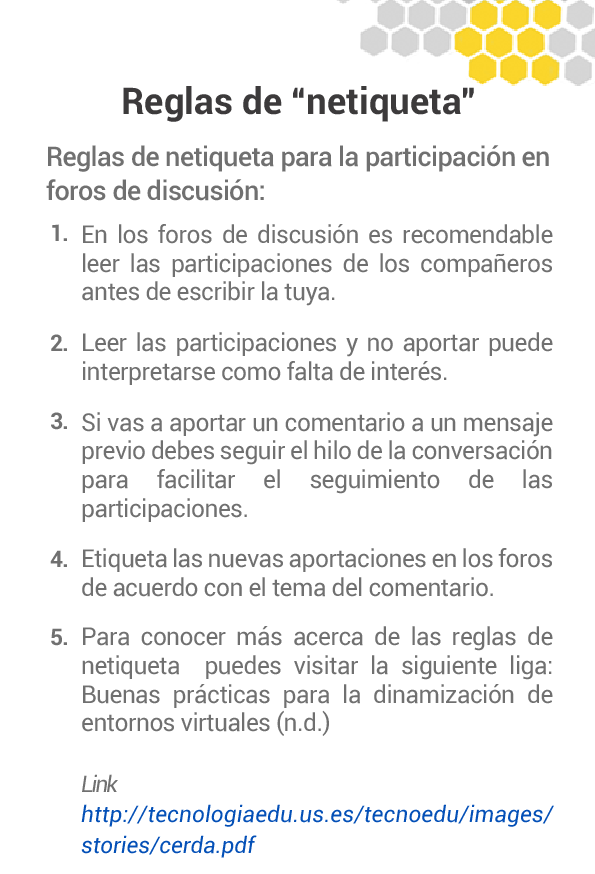 Reglas de “netiqueta”
Reglas de netiqueta para la participación en
foros de discusión:
1. En los foros de discusión es recomendable
leer las participaciones de los compañeros
antes de escribir la tuya.
2. Leer las participaciones y no aportar puede
interpretarse como falta de interés.
3. Si vas a aportar un comentario a un mensaje
previo debes seguir el hilo de la conversación
para facilitar el seguimiento de las
participaciones.
4. Etiqueta las nuevas aportaciones en los foros
de acuerdo con el tema del comentario.
5. Para conocer más acerca de las reglas de
netiqueta puedes visitar la siguiente liga:
Buenas prácticas para la dinamización de
entornos virtuales (n.d.)
Link
http://tecnologiaedu.us.es/tecnoedu/images/
stories/cerda.pdf